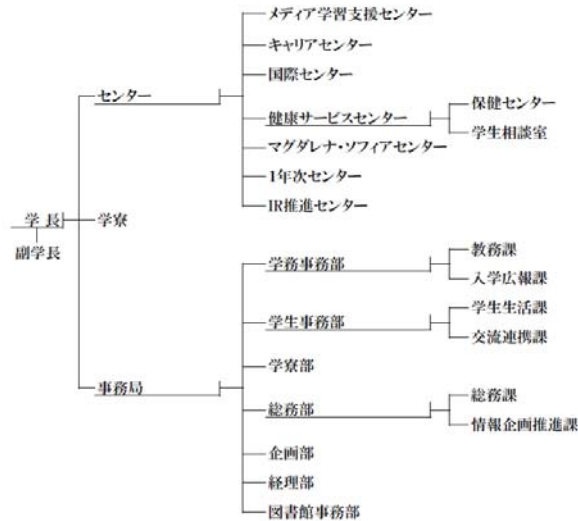 メディア学習支援センター
キャリアセンター
国際センター
センター
健康サービスセンター
保健センター
学生相談室
マグダレナ・ソフィアセンター
1年次センター
IR推進センター
学長
学寮
副学長
学務事務部
教務課
入学広報課
学生事務部
学生生活課
交流連携課
学寮部
事務局
総務部
総務課
情報企画推進課
企画部
経理部
図書館事務部